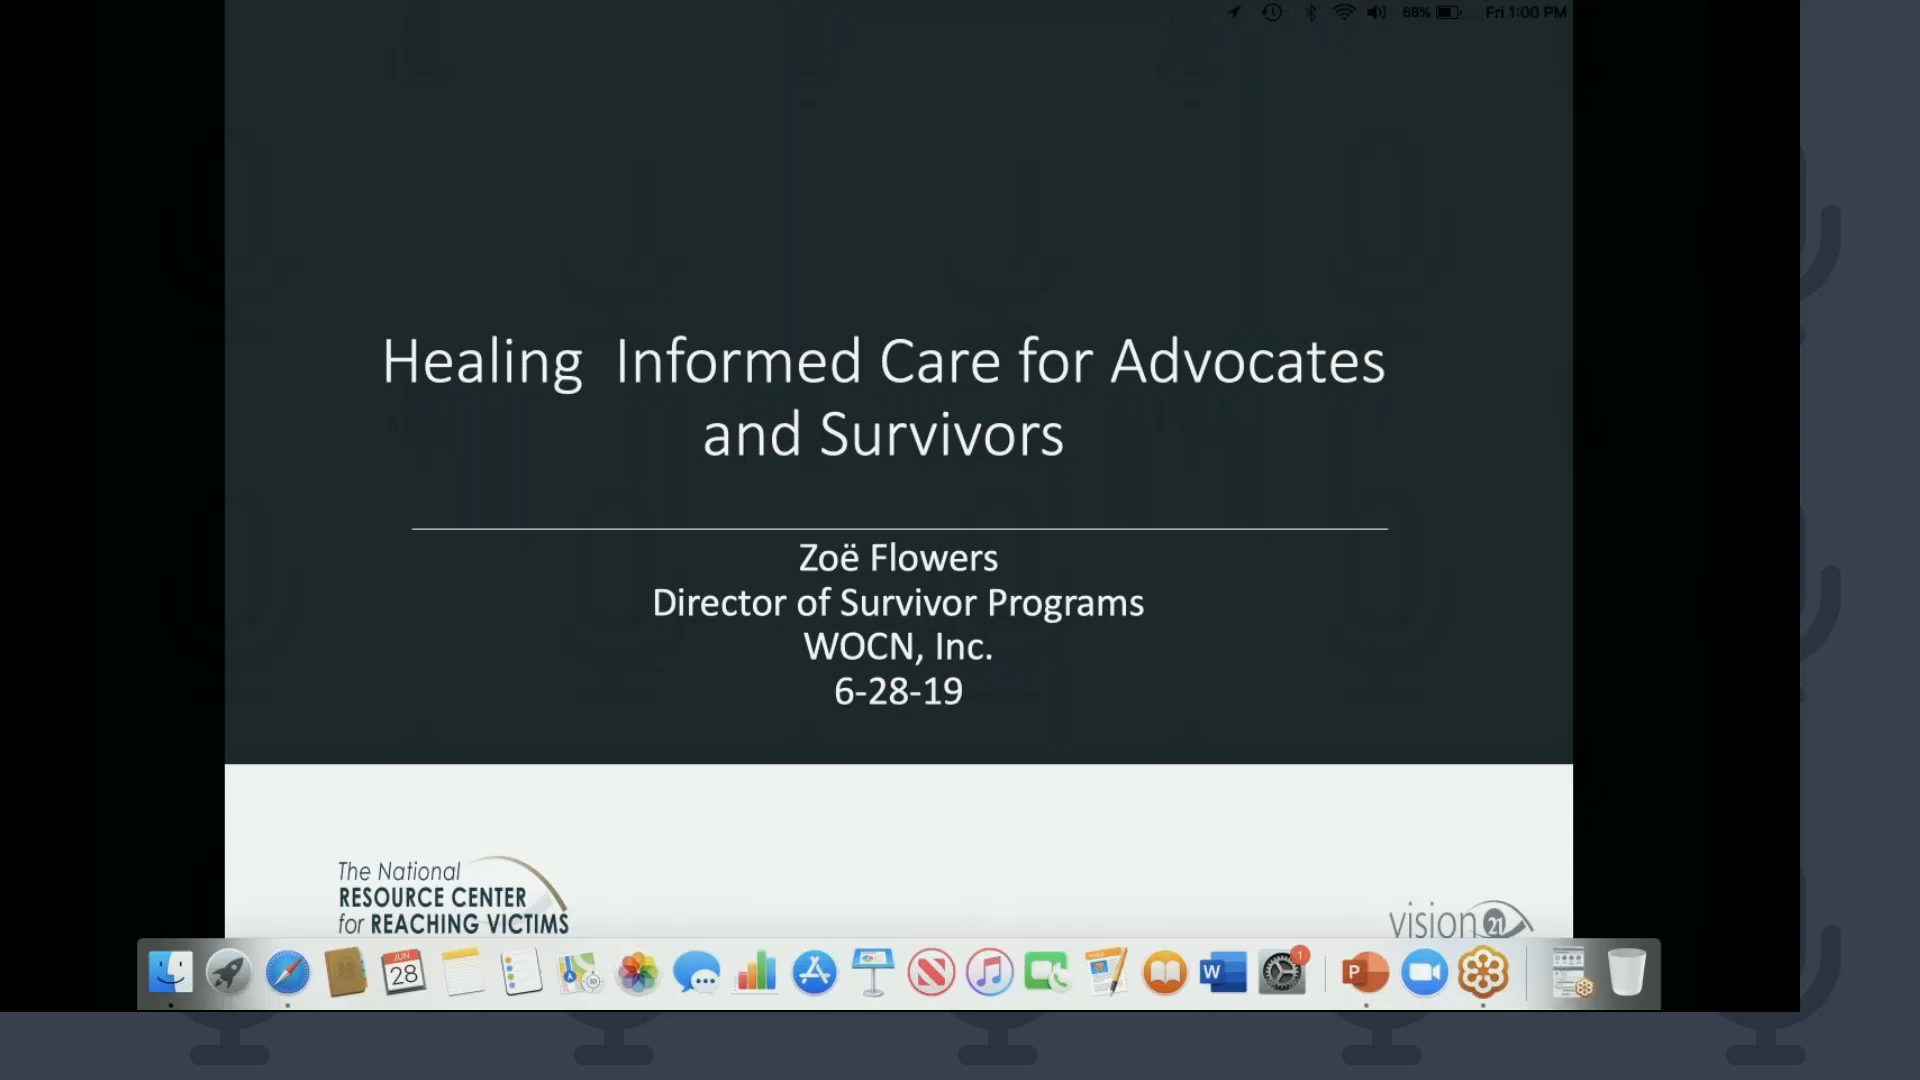 68% Fri 1:00 PM
Healing Informed Care for Advocates
and Survivors
Zoë Flowers
Director of Survivor Programs
WOCN, Inc.
6-28-19
The National
RESOURCE CENTER
for REACHING VICTIMS
vision 21
JUN
28
W
1
P